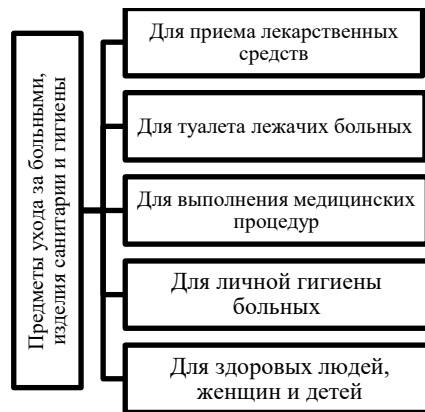 Предметы ухода за больными,
изделия санитарии и гигиены
Для приема лекарственных
средств
Для туалета лежачих больных
Для выполнения медицинских
процедур
Для личной гигиены
больных
Для здоровых людей,
женщин и детей